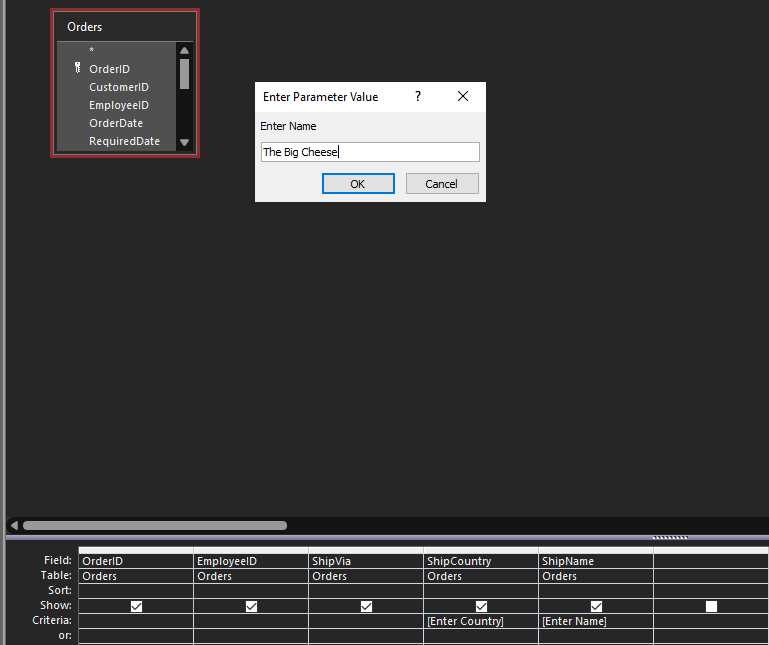 Orders
*
OrderID
CustomerID
EmployeeID
OrderDate
RequiredDate
Enter Parameter Value ? ×
Enter Name
The Big Cheese
OK Cancel
Field: OrderID EmployeeID ShipVia ShipCountry ShipName
Table: Orders Orders Orders Orders Orders
Sort:
Show:
Criteria: [Enter Country] [Enter Name]
or: